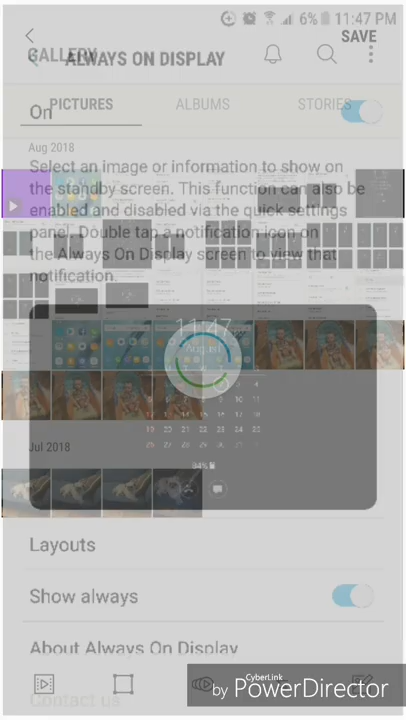 6% 11:47 PM
SAVE
GALLERY
ALWAYS ON DISPLAY
On
PICTURES
ALBUMS
STORIES
Aug 2018
Select an image or information to show on
the standby screen. This function can also be
enabled and disabled via the quick settings
panel. Double tap a notification icon on
the Always On Display screen to view that
notification.
11:47
84%
Jul 2018
Layouts
Show always
About Always On Display
Contact us
CyberLink
by PowerDirector